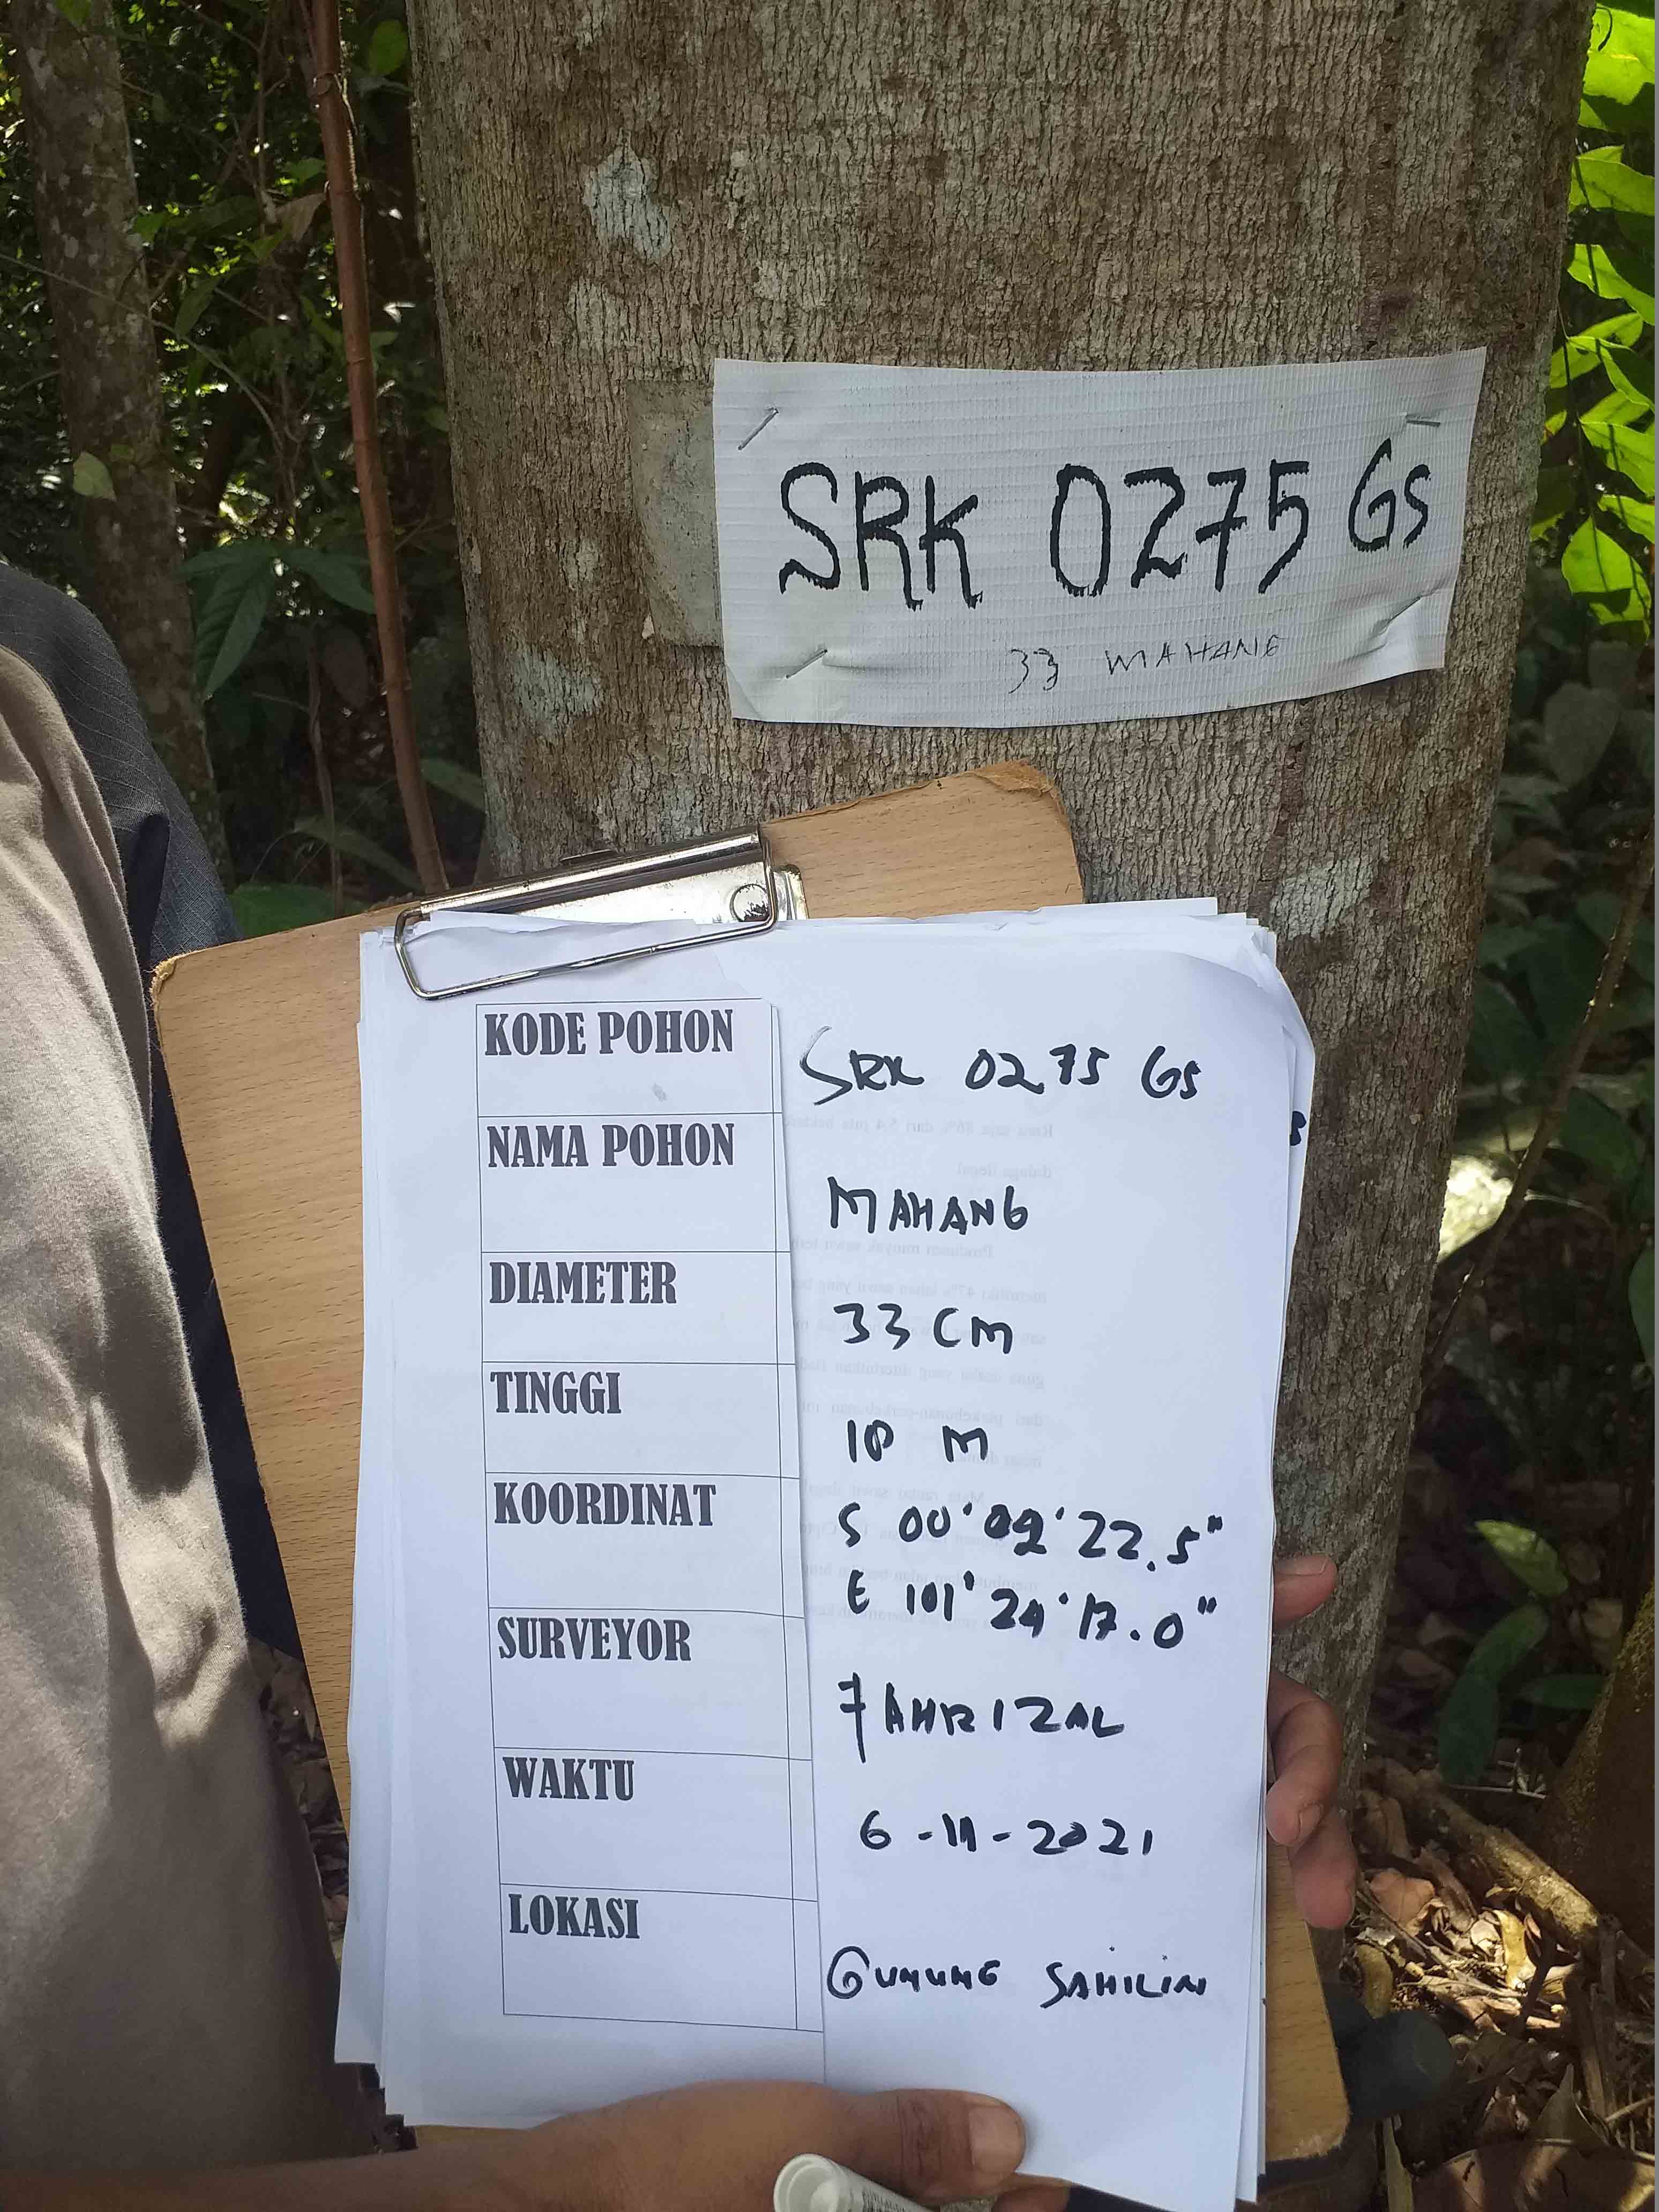 SRK 0275 GS
33 MAHANG
KODE POHON
SRK 0275 GS
NAMA POHON
MAHANG
DIAMETER
33 CM
TINGGI
10 M
KOORDINAT
S 00' 02' 22.5"
E 101' 24' 17.0"
SURVEYOR
FAHRIZAL
WAKTU
6-11-2021
LOKASI
GUNUNG SAHILIN